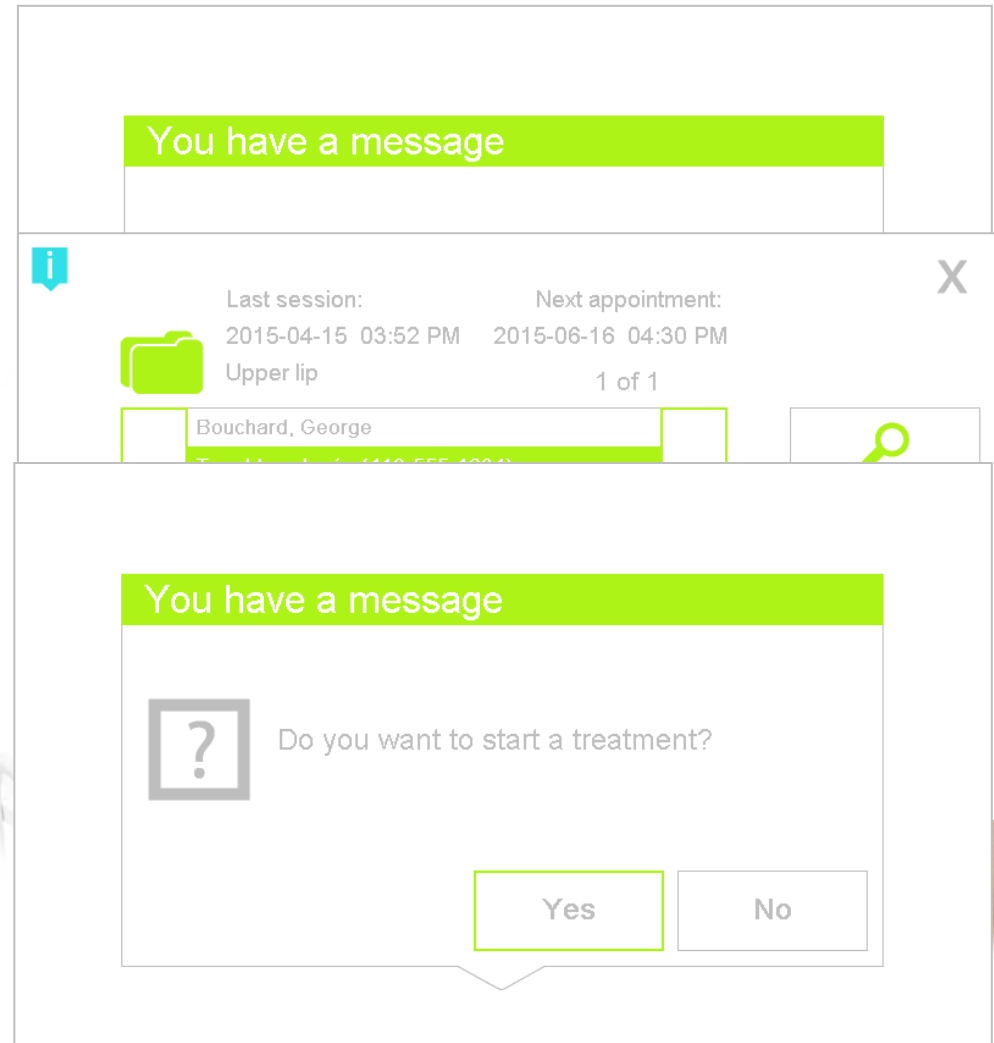 You have a message
i
X
Last session: Next appointment:
2015-04-15 03:52 PM 2015-06-16 04:30 PM
Upper lip 1 of 1
Bouchard, George
You have a message
?
Do you want to start a treatment?
Yes No